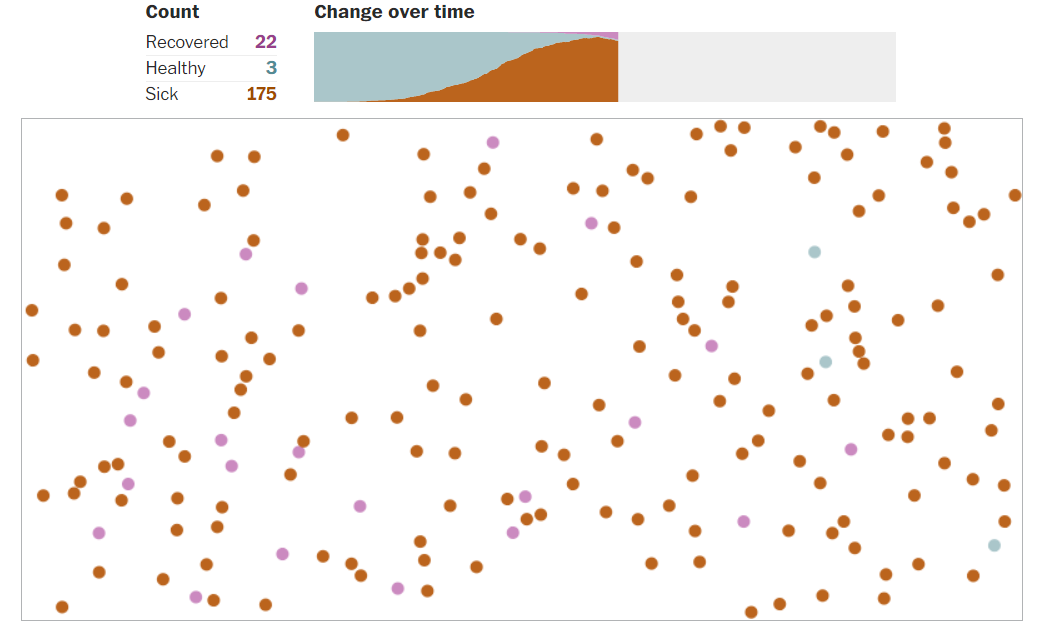 Count
Change over time
Recovered 22
Healthy 3
Sick 175